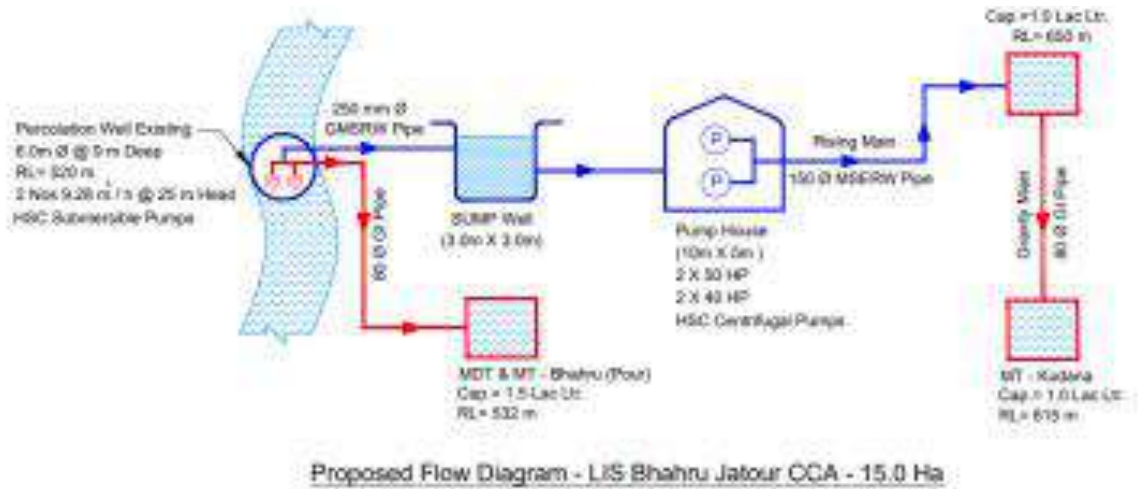 Cap =1.0 Lac Ltr.
RL= 650 m
250 mm Ø
GMSRW Pipe
Percolation Well Existing
6.0m Ø @ 9 m Deep
RL= 520 m
2 Nos 9.28 m³/h @ 25 m Head
HSC Submersible Pumps
Rising Main
150 Ø MSERW Pipe
P
P
SUMP Well
(3.0m X 3.0m)
80 Ø GI Pipe
Pump House
(10m X 5m )
2 X 50 HP
2 X 40 HP
HSC Centrifugal Pumps
Gravity Main
80 Ø GI Pipe
MDT & MT - Bhahru (Pour)
Cap = 1.5 Lac Ltr.
RL= 532 m
MT - Kudana
Cap = 1.0 Lac Ltr.
RL= 615 m
Proposed Flow Diagram - LIS Bhahru Jatour CCA - 15.0 Ha